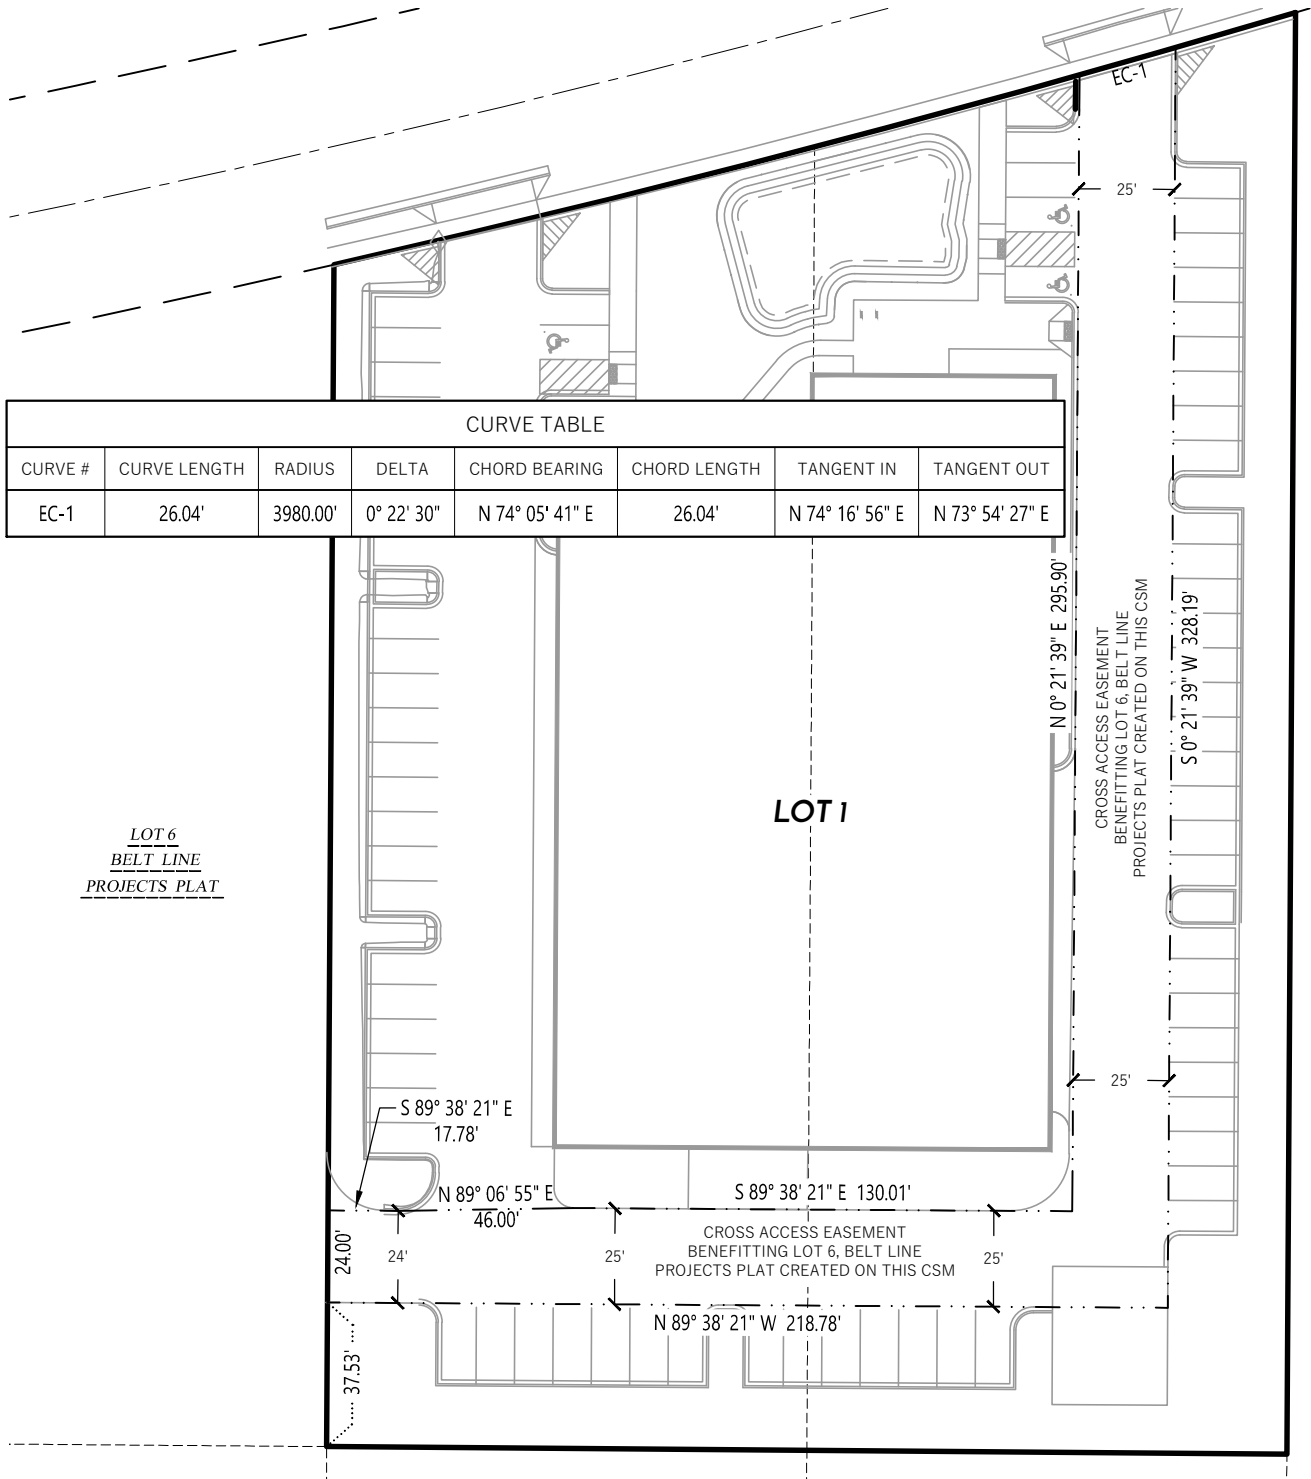 EC-1
25'
CURVE TABLE
CURVE # CURVE LENGTH RADIUS DELTA CHORD BEARING CHORD LENGTH TANGENT IN TANGENT OUT
EC-1 26.04' 3980.00' 0° 22' 30" N 74° 05' 41" E 26.04' N 74° 16' 56" E N 73° 54' 27" E
N 0° 21' 39" E 295.90'
CROSS ACCESS EASEMENT
BENEFITTING LOT 6, BELT LINE
PROJECTS PLAT CREATED ON THIS CSM
S 0° 21' 39" W 328.19'
LOT 1
LOT 6
BELT LINE
PROJECTS PLAT
25'
S 89° 38' 21" E
17.78'
N 89° 06' 55" E
46.00'
S 89° 38' 21" E 130.01'
24.00'
24'
25'
CROSS ACCESS EASEMENT
BENEFITTING LOT 6, BELT LINE
PROJECTS PLAT CREATED ON THIS CSM
25'
N 89° 38' 21" W 218.78'
37.53'